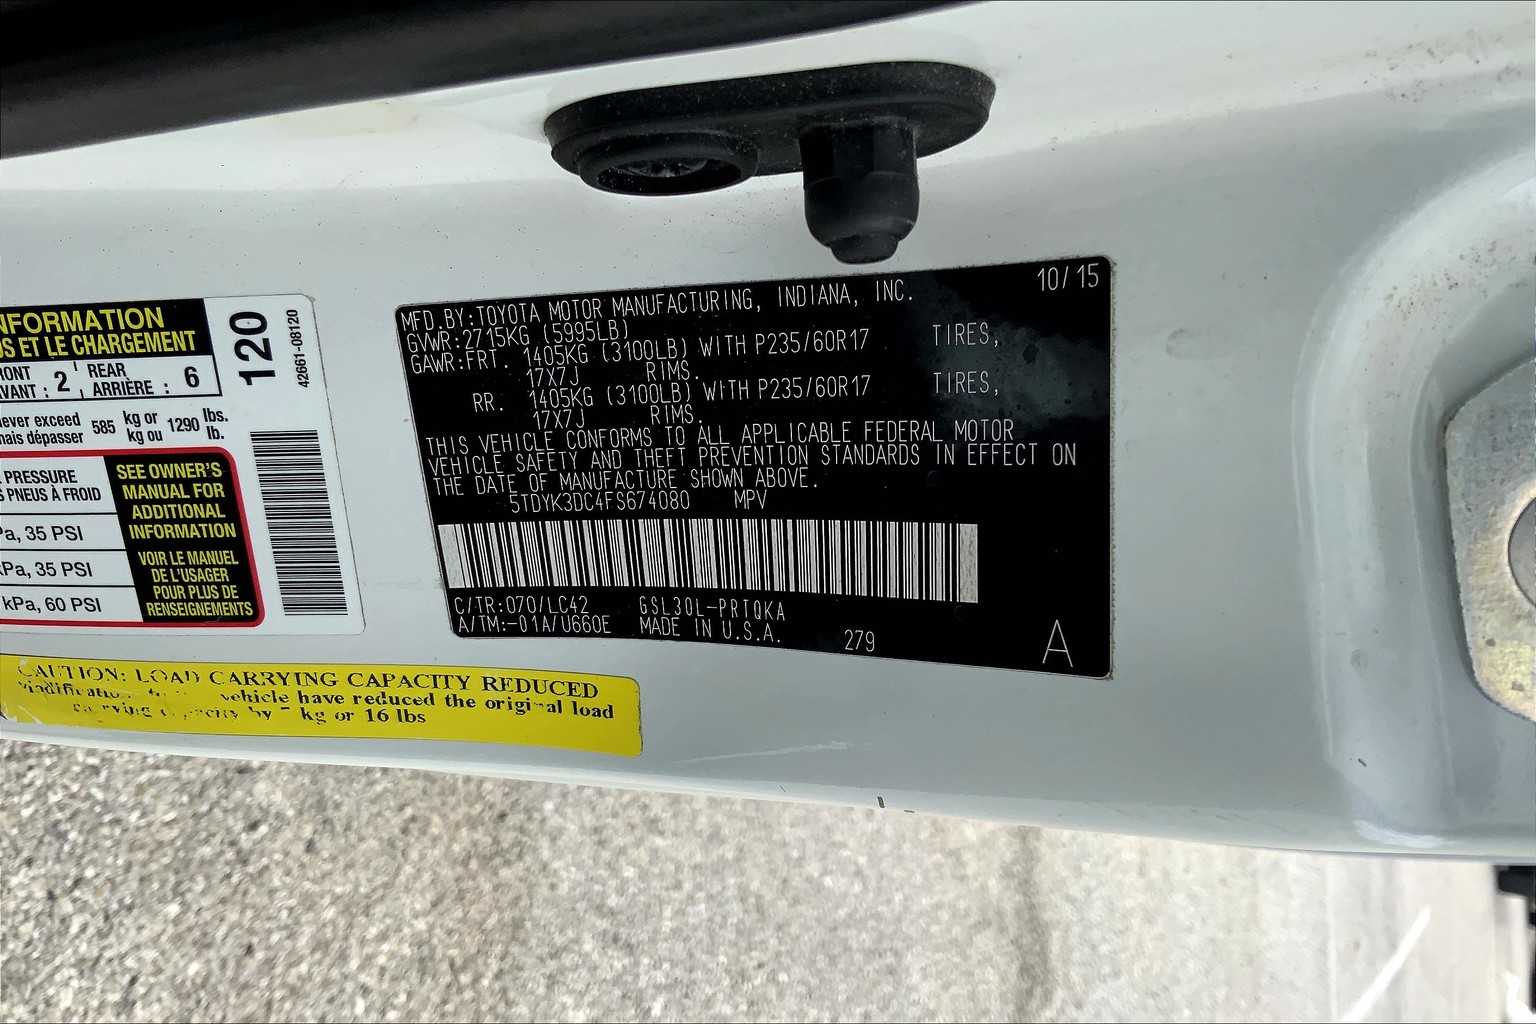 NFORMATION
S ET LE CHARGEMENT
RONT : 2 REAR : 6
VANT ARRIÈRE
never exceed 585 kg or 1290 lbs.
mais dépasser kg ou lb.
PRESSURE
PNEUS À FROID
Pa, 35 PSI
kPa, 35 PSI
kPa, 60 PSI
SEE OWNER'S
MANUAL FOR
ADDITIONAL
INFORMATION
VOIR LE MANUEL
DE L'USAGER
POUR PLUS DE
RENSEIGNEMENTS
120
42661-08120
CAUTION: LOAD CARRYING CAPACITY REDUCED
vehicle have reduced the original load
by kg or 16 lbs
10/15
MFD.BY:TOYOTA MOTOR MANUFACTURING, INDIANA, INC.
GVWR:2715KG (5995LB)
GAWR:FRT. 1405KG (3100LB) WITH P235/60R17 TIRES,
17X7J RIMS.
RR. 1405KG (3100LB) WITH P235/60R17 TIRES,
17X7J RIMS.
THIS VEHICLE CONFORMS TO ALL APPLICABLE FEDERAL MOTOR
VEHICLE SAFETY AND THEFT PREVENTION STANDARDS IN EFFECT ON
THE DATE OF MANUFACTURE SHOWN ABOVE.
5TDYK3DC4FS674080 MPV
C/TR:070/LC42 GSL30L-PRTQKA
A/TM:-01A/U660E MADE IN U.S.A. 279
A